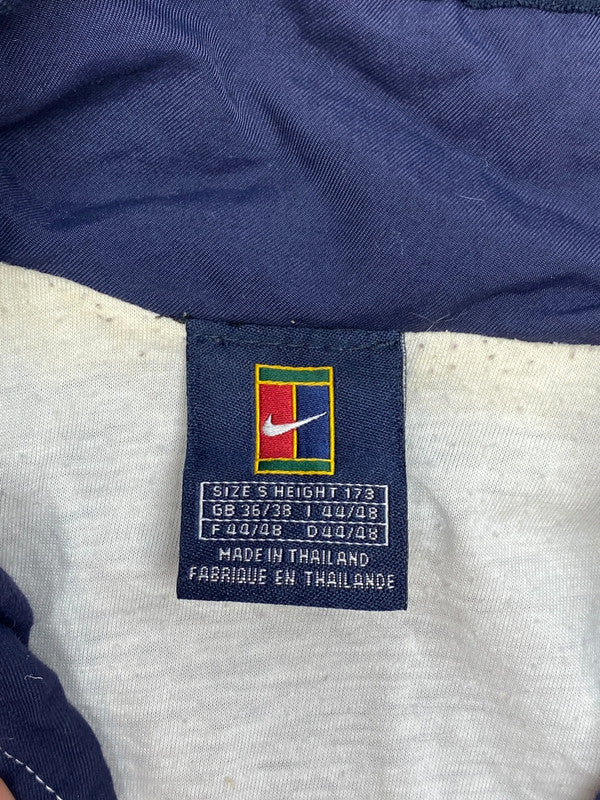 SIZE S HEIGHT 173
GB 36/38 I 44/48
F 44/48 D 44/48
MADE IN THAILAND
FABRIQUE EN THAILANDE